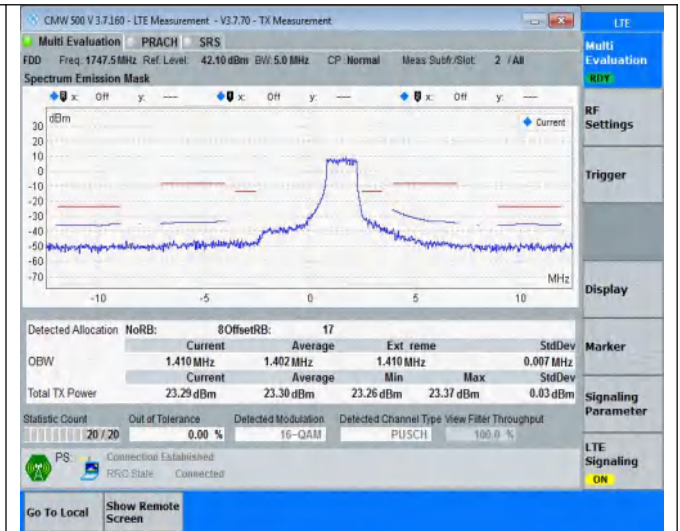 CMW 500 V 3.7.160 - LTE Measurement - V3.7.70 - TX Measurement
LTE
Multi Evaluation PRACH SRS
Multi Evaluation
RDY
FDD Freq: 1747.5 MHz Ref. Level: 42.10 dBm BW: 5.0 MHz CP: Normal Meas Subfr./Slot: 2 / All
Spectrum Emission Mask
x: Off y: --- x: Off y: --- x: Off y: ---
dBm
Current
30
20
10
0
-10
-20
-30
-40
-50
-60
-70
MHz
-10 -5 0 5 10
RF Settings
Trigger
Display
Detected Allocation NoRB: 8 OffsetRB: 17
Current Average Extreme StdDev
OBW 1.410 MHz 1.402 MHz 1.410 MHz 0.007 MHz
Current Average Min Max StdDev
Total TX Power 23.29 dBm 23.30 dBm 23.26 dBm 23.37 dBm 0.03 dBm
Marker
Signaling Parameter
Statistic Count Out of Tolerance Detected Modulation Detected Channel Type View Filter Throughput
20 / 20 0.00 % 16-QAM PUSCH 100.0 %
PS: Connection Established
RRC State Connected
LTE Signaling
ON
Go To Local
Show Remote Screen